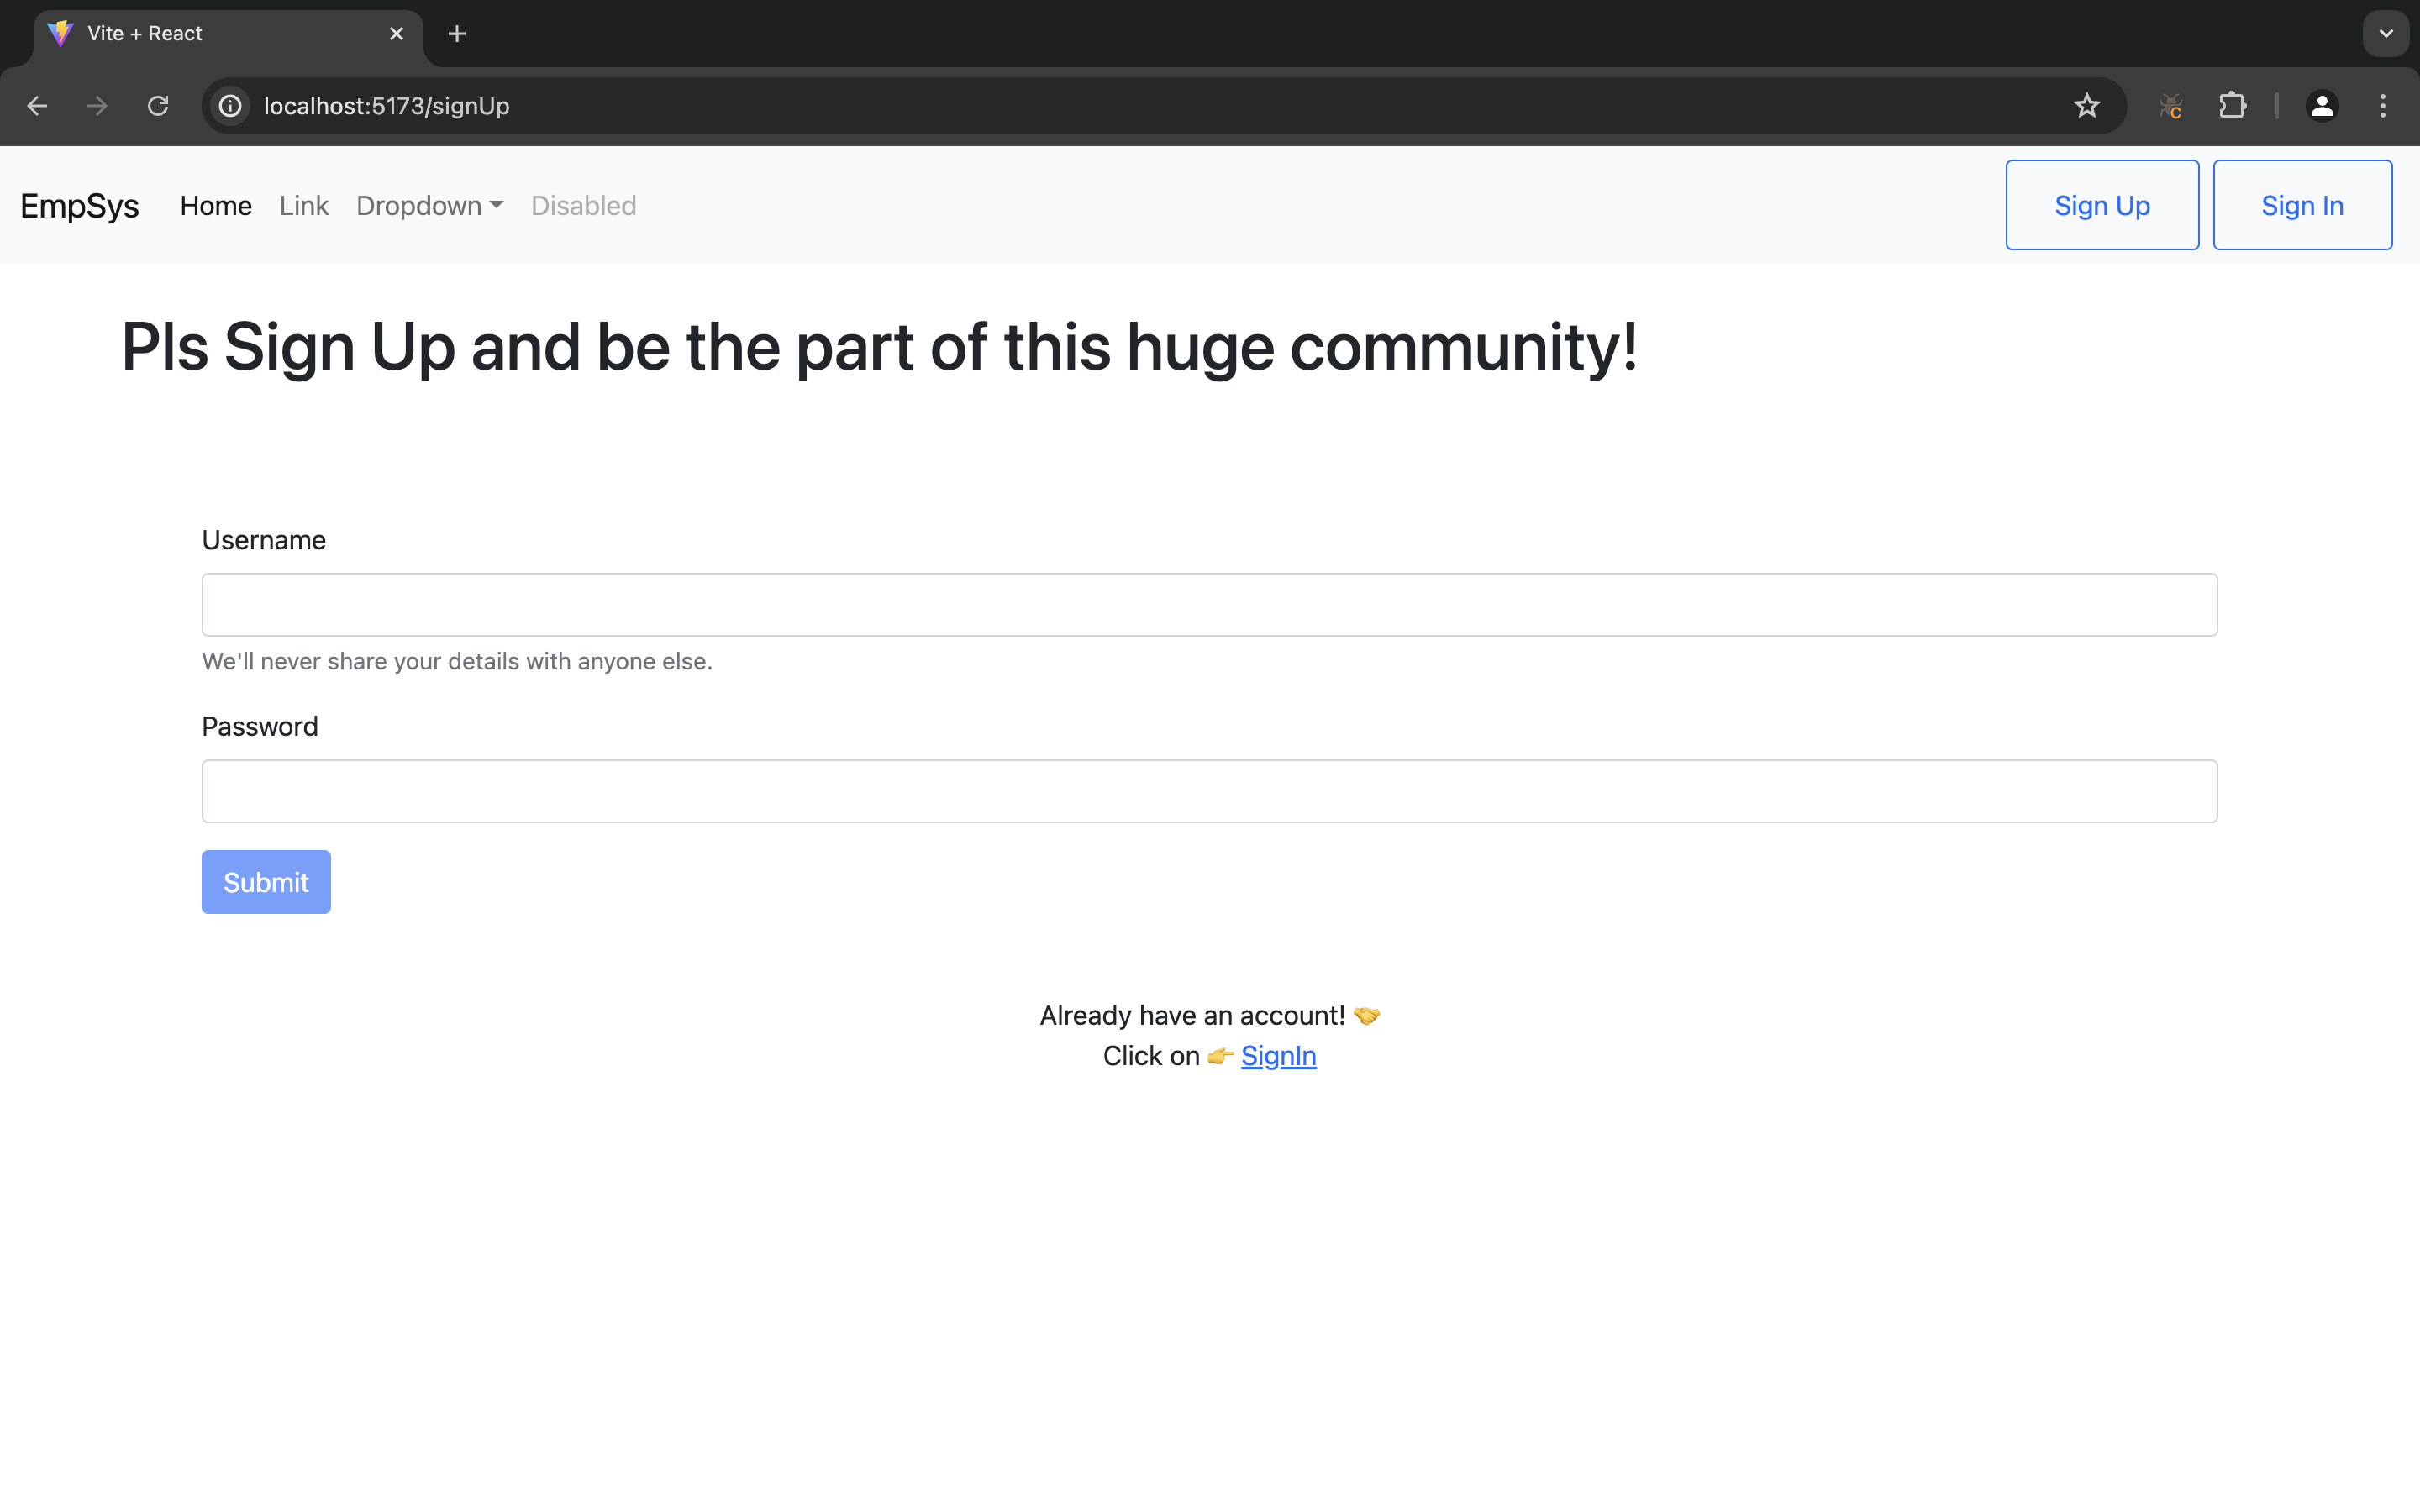 Vite + React
localhost:5173/signUp
EmpSys Home Link Dropdown Disabled Sign Up Sign In
Pls Sign Up and be the part of this huge community!
Username
We'll never share your details with anyone else.
Password
Submit
Already have an account! 🤝
Click on 👉 SignIn